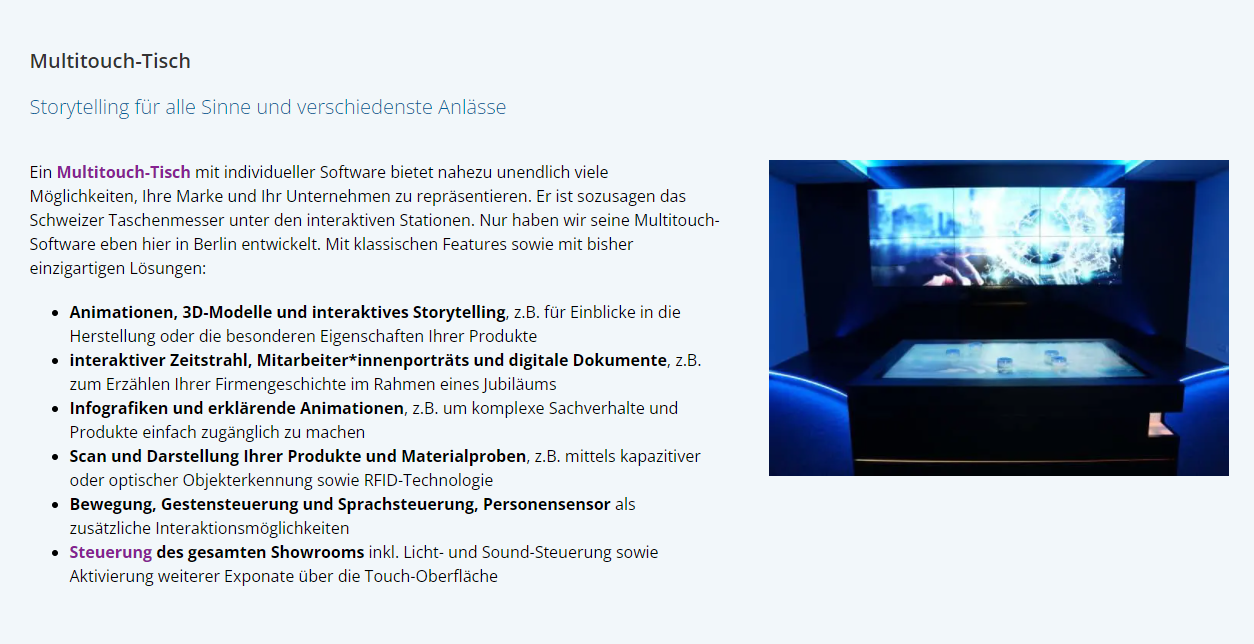 Multitouch-Tisch
Storytelling für alle Sinne und verschiedenste Anlässe
Ein Multitouch-Tisch mit individueller Software bietet nahezu unendlich viele
Möglichkeiten, Ihre Marke und Ihr Unternehmen zu repräsentieren. Er ist sozusagen das
Schweizer Taschenmesser unter den interaktiven Stationen. Nur haben wir seine Multitouch-
Software eben hier in Berlin entwickelt. Mit klassischen Features sowie mit bisher
einzigartigen Lösungen:
• Animationen, 3D-Modelle und interaktives Storytelling, z.B. für Einblicke in die
Herstellung oder die besonderen Eigenschaften Ihrer Produkte
• interaktiver Zeitstrahl, Mitarbeiter*innenporträts und digitale Dokumente, z.B.
zum Erzählen Ihrer Firmengeschichte im Rahmen eines Jubiläums
• Infografiken und erklärende Animationen, z.B. um komplexe Sachverhalte und
Produkte einfach zugänglich zu machen
• Scan und Darstellung Ihrer Produkte und Materialproben, z.B. mittels kapazitiver
oder optischer Objekterkennung sowie RFID-Technologie
• Bewegung, Gestensteuerung und Sprachsteuerung, Personensensor als
zusätzliche Interaktionsmöglichkeiten
• Steuerung des gesamten Showrooms inkl. Licht- und Sound-Steuerung sowie
Aktivierung weiterer Exponate über die Touch-Oberfläche